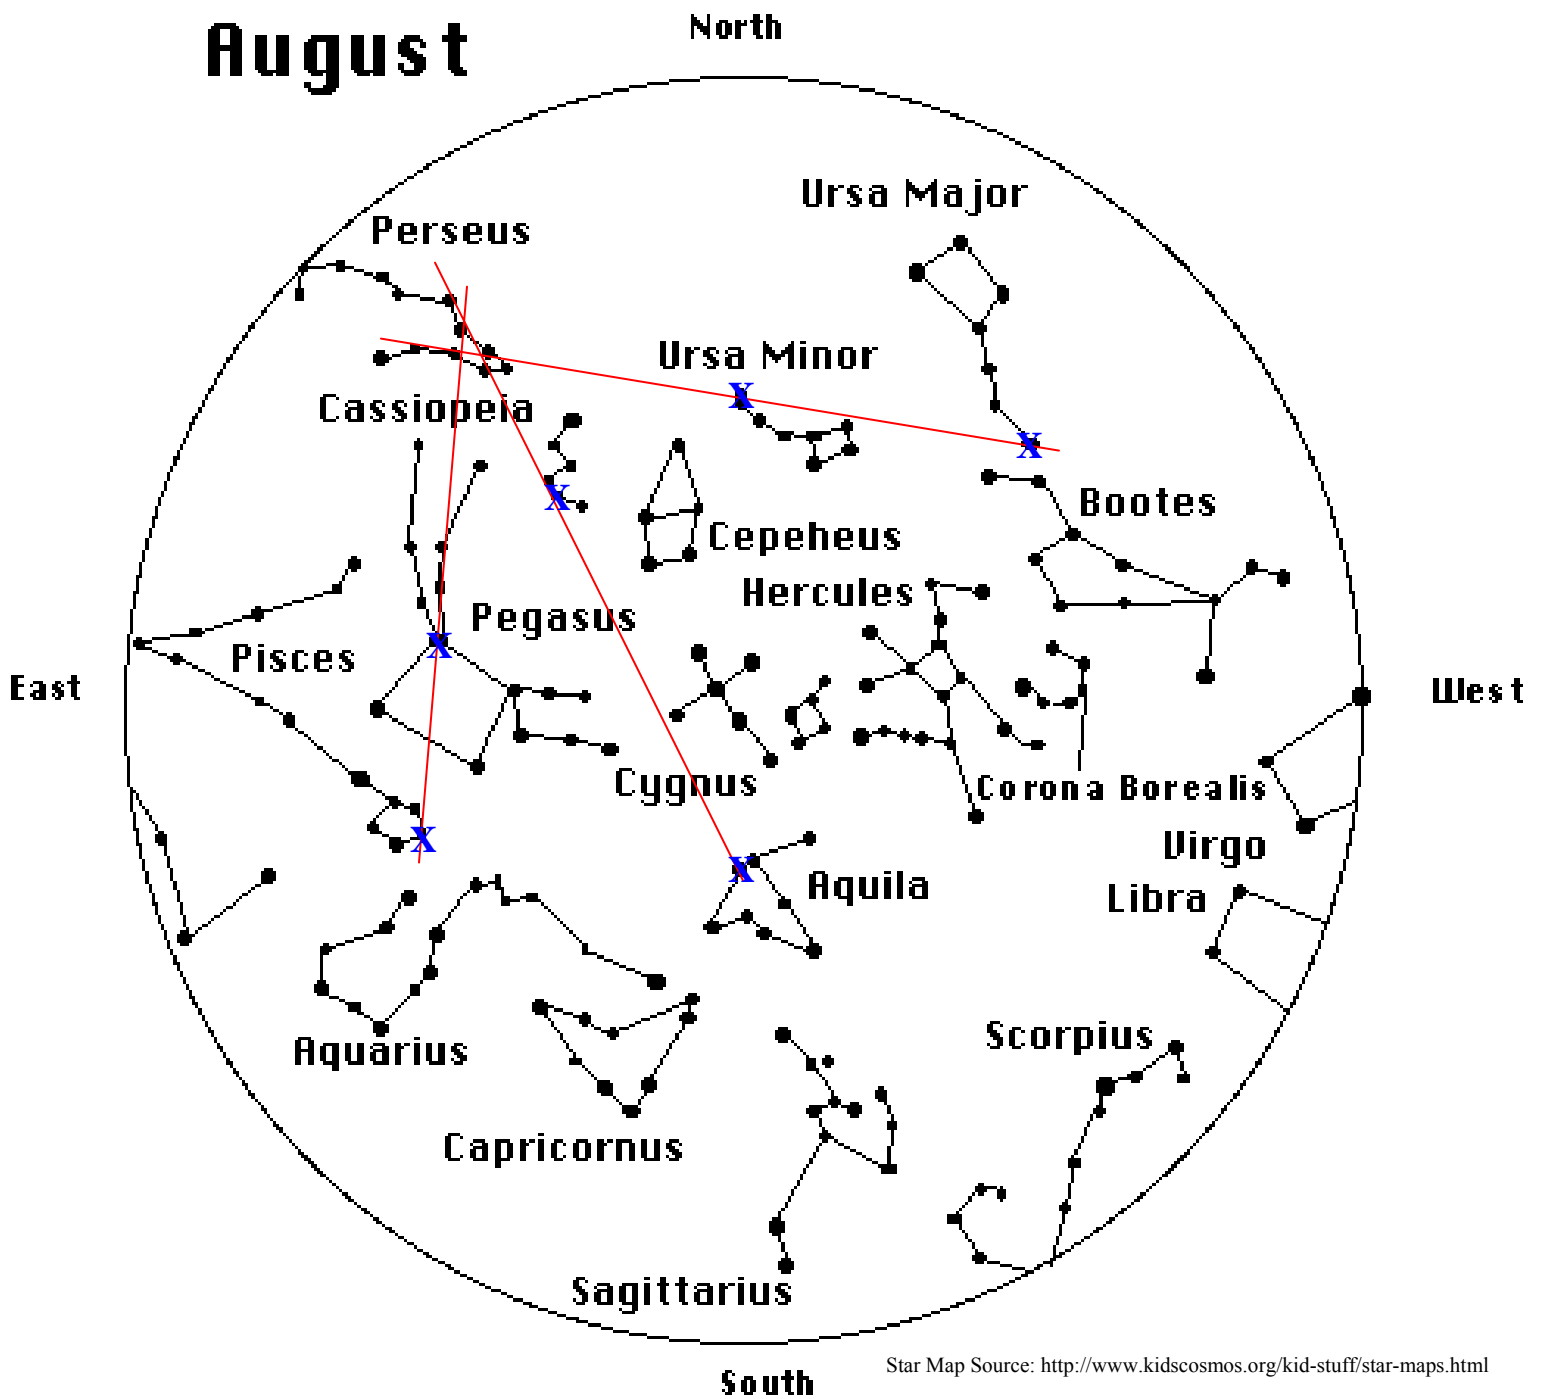 August
North
Ursa Major
Perseus
Ursa Minor
X
Cassiopeia
X
X
Bootes
Cepeheus
Hercules
Pegasus
X
Pisces
East
West
Cygnus
Corona Borealis
X
Virgo
X
Aquila
Libra
Scorpius
Aquarius
Capricornus
Sagittarius
Star Map Source: http://www.kidscosmos.org/kid-stuff/star-maps.html
South